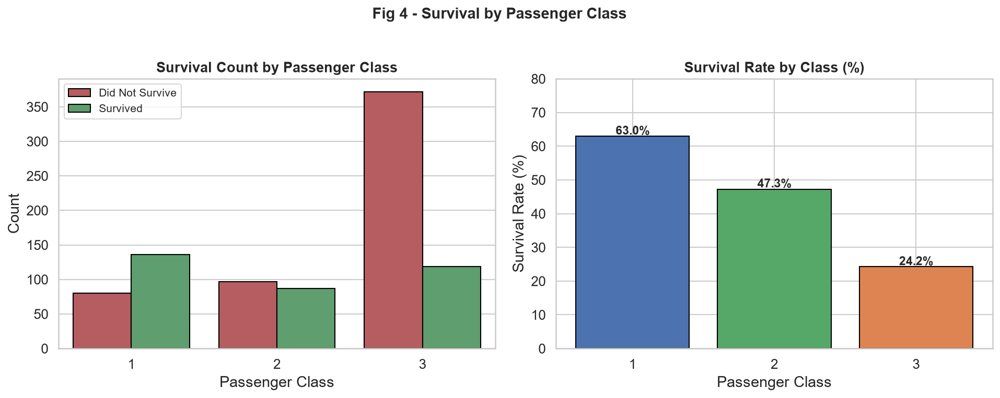 Fig 4 - Survival by Passenger Class
Survival Count by Passenger Class
Did Not Survive
Survived
350
300
250
200
150
100
50
0
Count
1 2 3
Passenger Class
Survival Rate by Class (%)
80
70
60
50
40
30
20
10
0
Survival Rate (%)
63.0%
47.3%
24.2%
1 2 3
Passenger Class